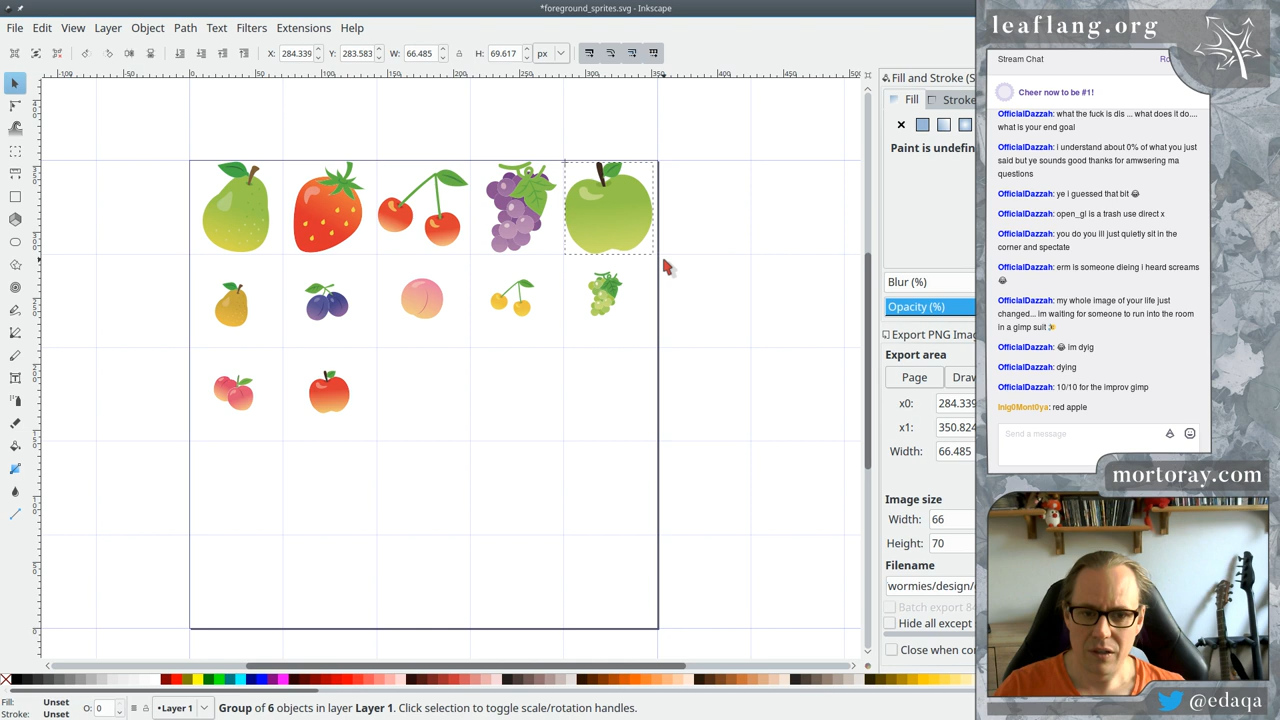 *foreground_sprites.svg - Inkscape
File Edit View Layer Object Path Text Filters Extensions Help
X: 284.339 Y: 283.583 W: 66.485 H: 69.617 px
Fill and Stroke (S
Fill Stroke
Paint is undefin
Blur (%)
Opacity (%)
Export PNG Imag
Export area
Page Draw
x0: 284.339
x1: 350.824
Width: 66.485
Image size
Width: 66
Height: 70
Filename
wormies/design/
Batch export 84
Hide all except
Close when co
Fill: Unset
Stroke: Unset
O: 0
Layer 1
Group of 6 objects in layer Layer 1. Click selection to toggle scale/rotation handles.
leaflang.org
Stream Chat
Cheer now to be #1!
OfficialDazzah: what the fuck is dis ... what does it do....
what is your end goal
OfficialDazzah: i understand about 0% of what you just
said but ye sounds good thanks for amwsering ma
questions
OfficialDazzah: ye i guessed that bit 😂
OfficialDazzah: open_gl is a trash use direct x
OfficialDazzah: you do you ill just quietly sit in the
corner and spectate
OfficialDazzah: erm is someone dieing i heard screams
😂
OfficialDazzah: my whole image of your life just
changed... im waiting for someone to run into the room
in a gimp suit
OfficialDazzah: 😂 im dyig
OfficialDazzah: dying
OfficialDazzah: 10/10 for the improv gimp
Inig0Mont0ya: red apple
Send a message
mortoray.com
@edaqa